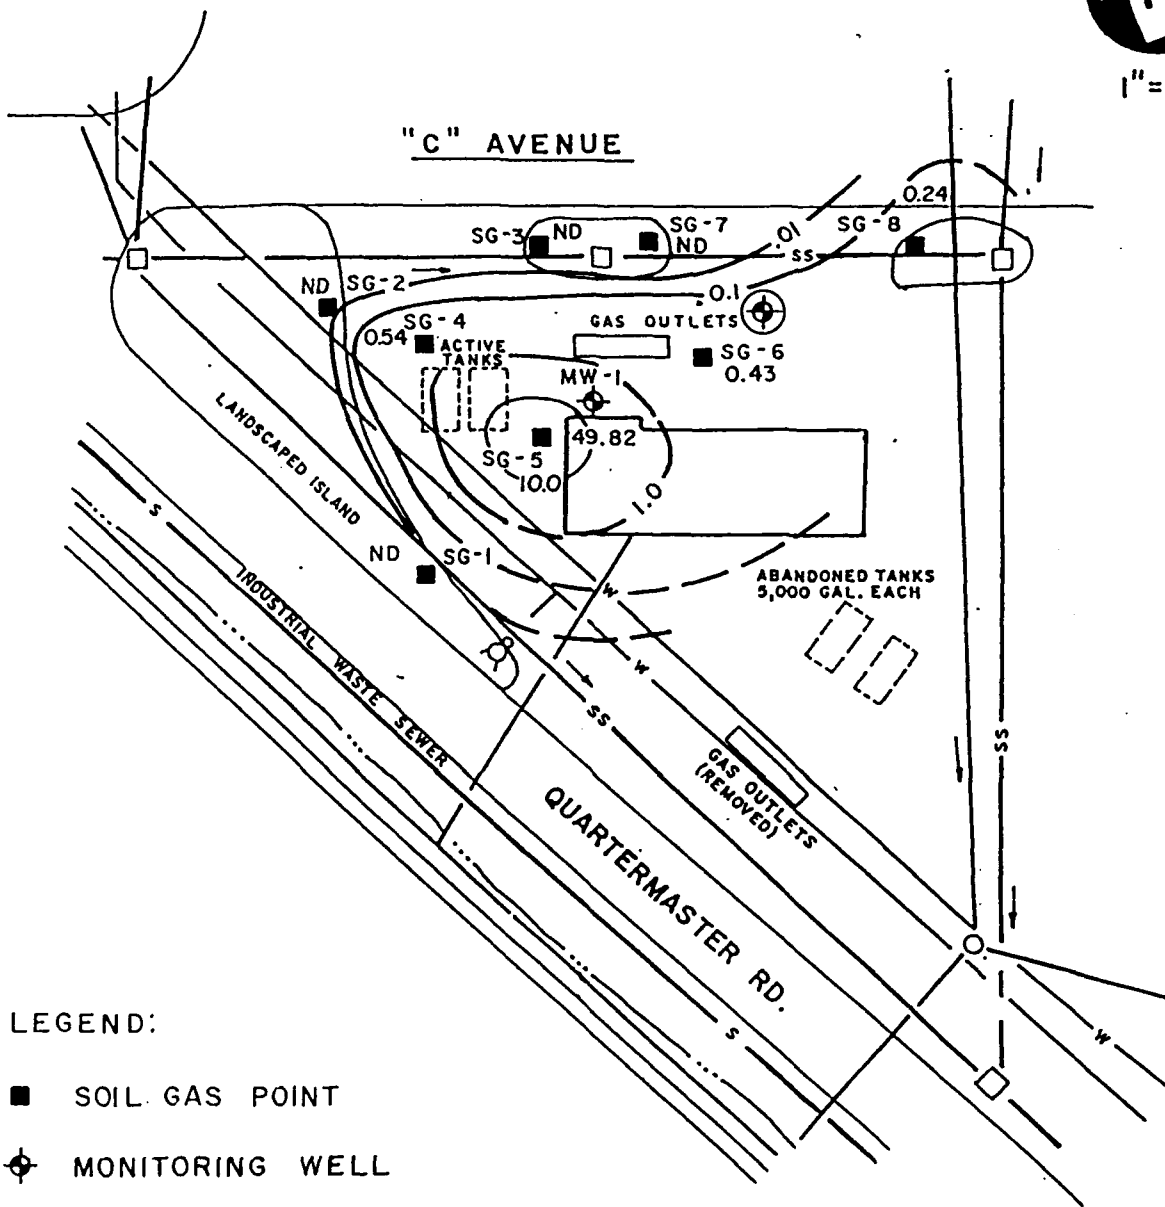 1"=
"C" AVENUE
0.24
SG-3
ND
SG-7
ND
.01
SG-8
SS
ND
SG-2
0.1
SG-4
0.54
GAS OUTLETS
ACTIVE
TANKS
SG-6
0.43
MW-1
49.82
SG-5
10.0
1.0
LANDSCAPED ISLAND
S
ND
SG-1
INDUSTRIAL WASTE SEWER
W
ABANDONED TANKS
5,000 GAL. EACH
W
SS
SS
GAS OUTLETS
(REMOVED)
QUARTERMASTER RD.
S
W
LEGEND:
SOIL GAS POINT
MONITORING WELL